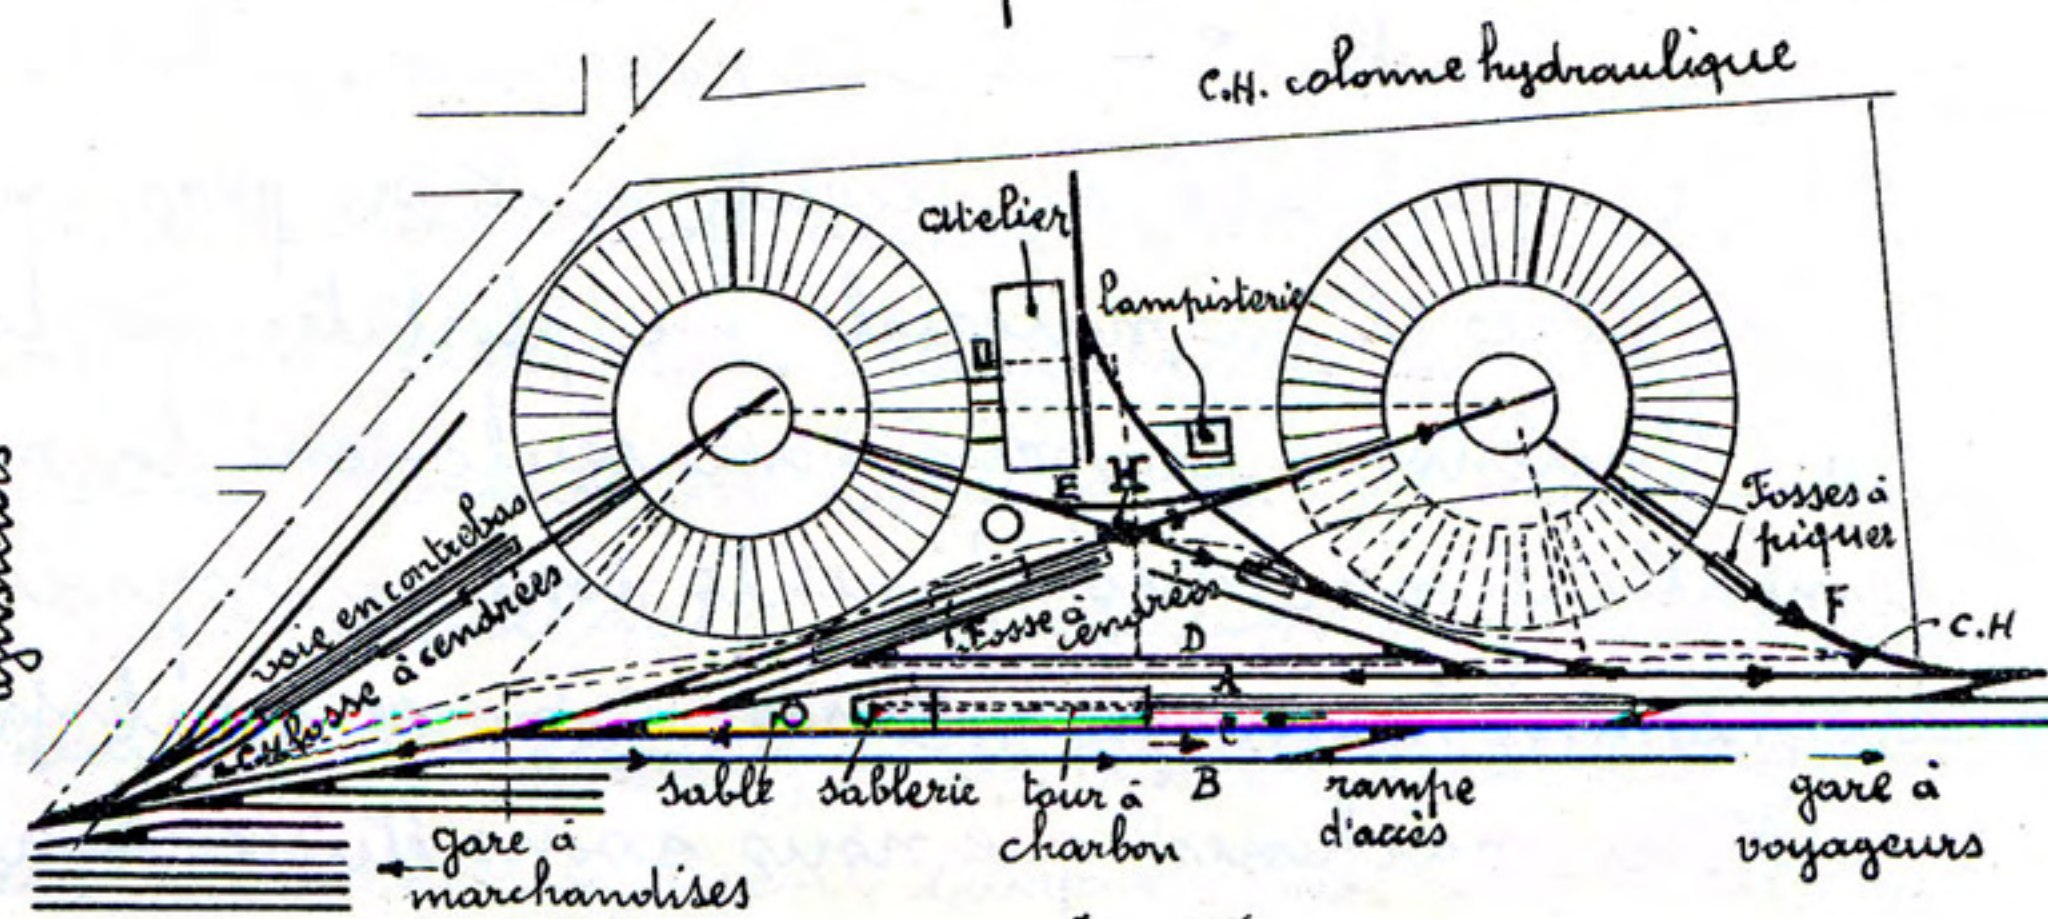 C.H. colonne hydraulique
atelier
lampisterie
Fosses à
piquer
E
H
F
C.H
voie en contrebas
fosse à cendrées
C.H
Fosse à
cendrées
D
A
C
B
sable
sablerie
tour à
charbon
rampe
d'accès
gare à
voyageurs
gare à
marchandises